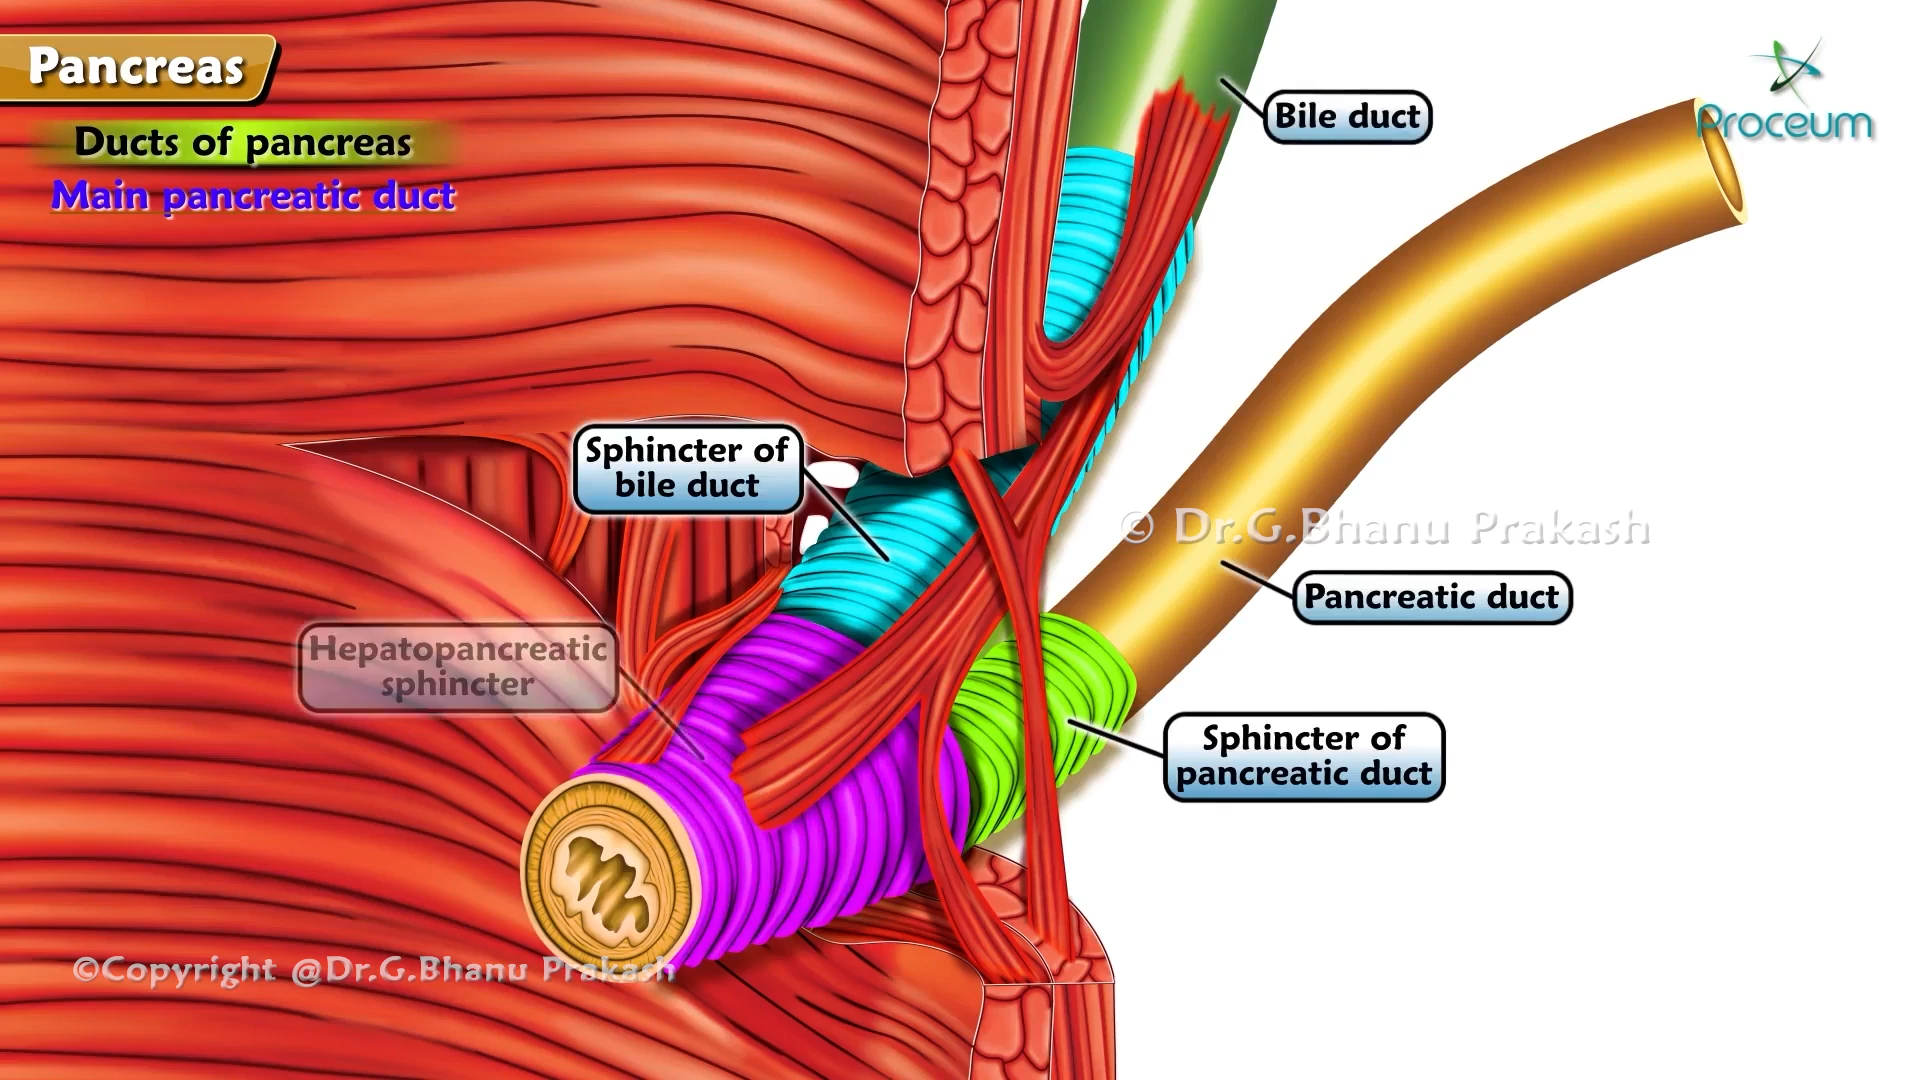 Pancreas
Ducts of pancreas
Main pancreatic duct
Bile duct
Proceum
Sphincter of
bile duct
© Dr.G.Bhanu Prakash
Pancreatic duct
Hepatopancreatic
sphincter
Sphincter of
pancreatic duct
©Copyright @Dr.G.Bhanu Prakash